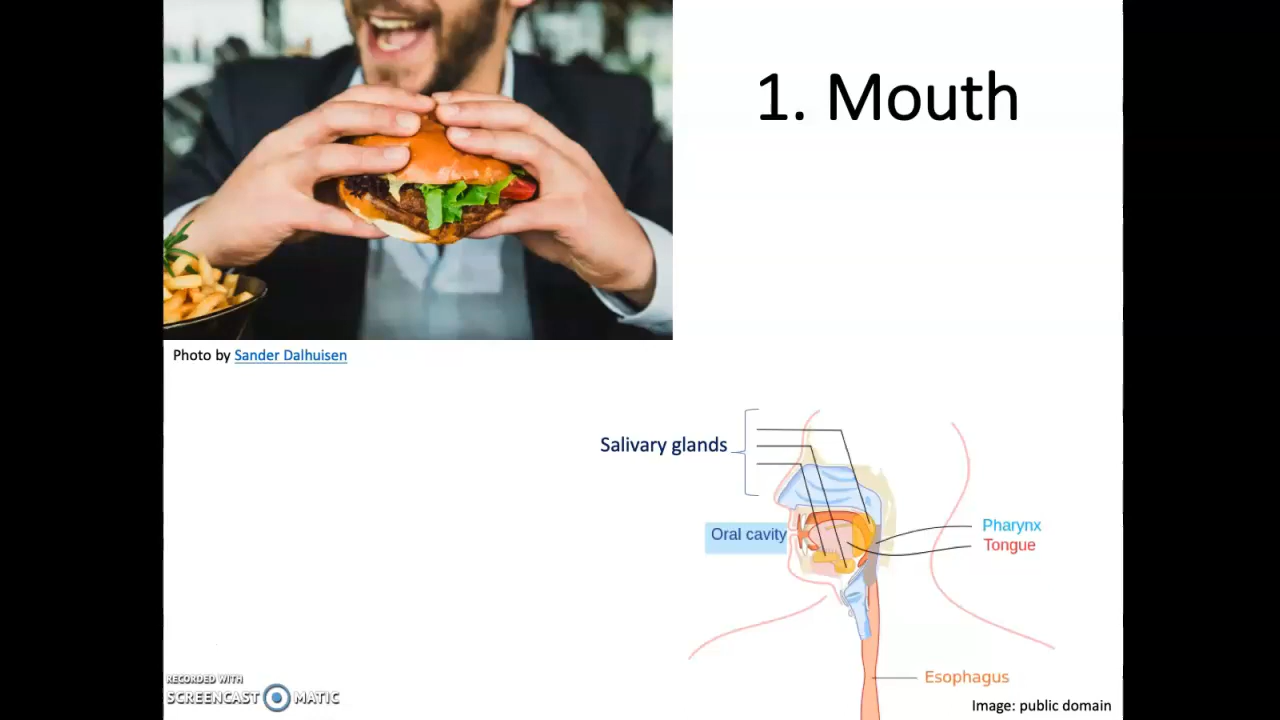 1. Mouth
Photo by Sander Dalhuisen
Salivary glands
Oral cavity
Pharynx
Tongue
Esophagus
Image: public domain
RECORDED WITH
SCREENCAST MATIC